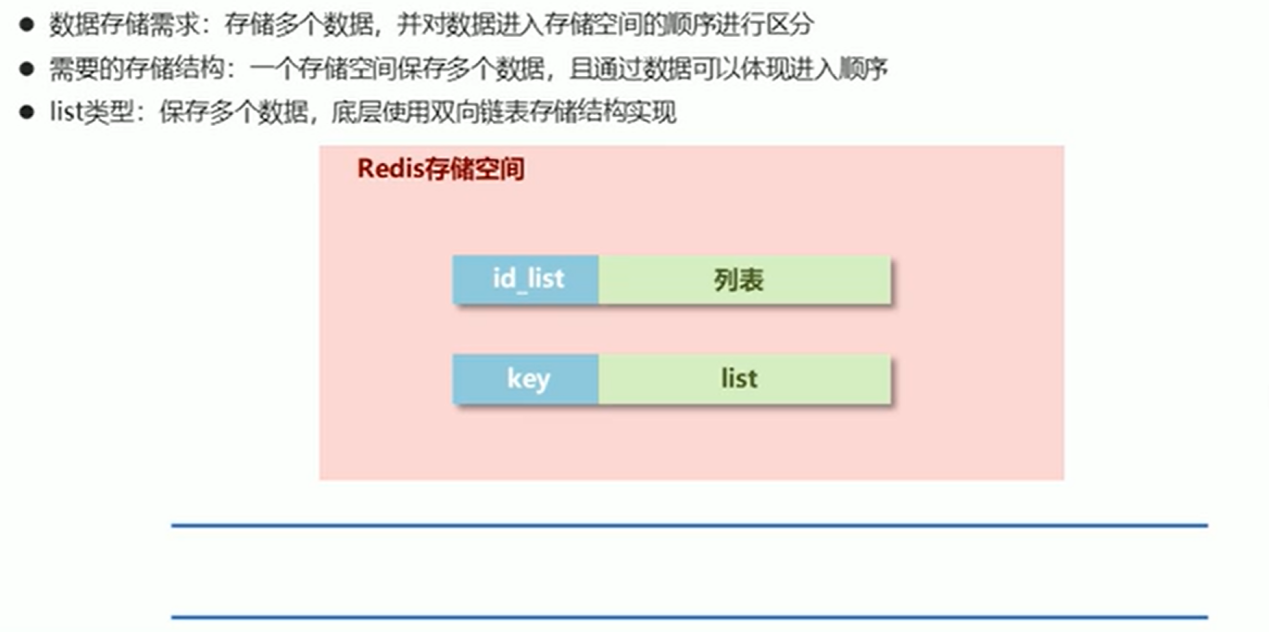 ● 数据存储需求：存储多个数据，并对数据进入存储空间的顺序进行区分
● 需要的存储结构：一个存储空间保存多个数据，且通过数据可以体现进入顺序
● list类型：保存多个数据，底层使用双向链表存储结构实现
Redis存储空间
id_list 列表
key list